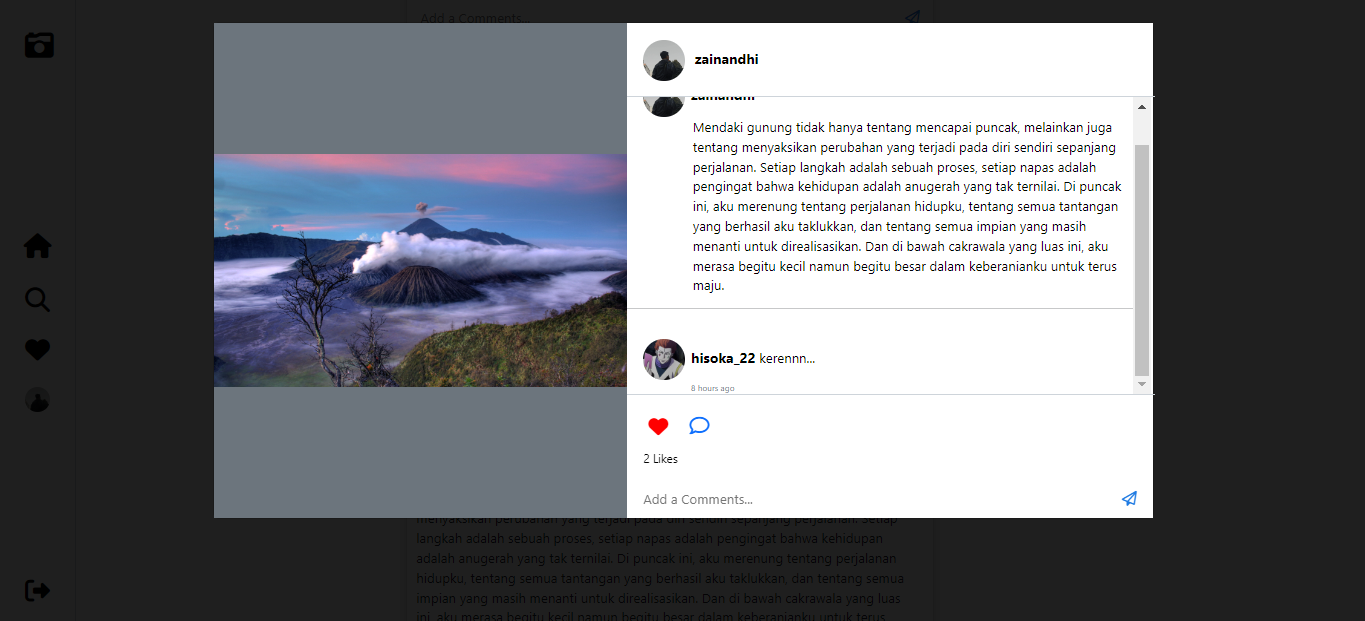 Add a Comments...
zainandhi
zainandhi
Mendaki gunung tidak hanya tentang mencapai puncak, melainkan juga
tentang menyaksikan perubahan yang terjadi pada diri sendiri sepanjang
perjalanan. Setiap langkah adalah sebuah proses, setiap napas adalah
pengingat bahwa kehidupan adalah anugerah yang tak ternilai. Di puncak
ini, aku merenung tentang perjalanan hidupku, tentang semua tantangan
yang berhasil aku taklukkan, dan tentang semua impian yang masih
menanti untuk direalisasikan. Dan di bawah cakrawala yang luas ini, aku
merasa begitu kecil namun begitu besar dalam keberanianku untuk terus
maju.
hisoka_22 kerennn...
8 hours ago
2 Likes
Add a Comments...
menyaksikan perubahan yang terjadi pada diri sendiri sepanjang perjalanan. Setiap
langkah adalah sebuah proses, setiap napas adalah pengingat bahwa kehidupan
adalah anugerah yang tak ternilai. Di puncak ini, aku merenung tentang perjalanan
hidupku, tentang semua tantangan yang berhasil aku taklukkan, dan tentang semua
impian yang masih menanti untuk direalisasikan. Dan di bawah cakrawala yang luas
ini, aku merasa begitu kecil namun begitu besar dalam keberanianku untuk terus